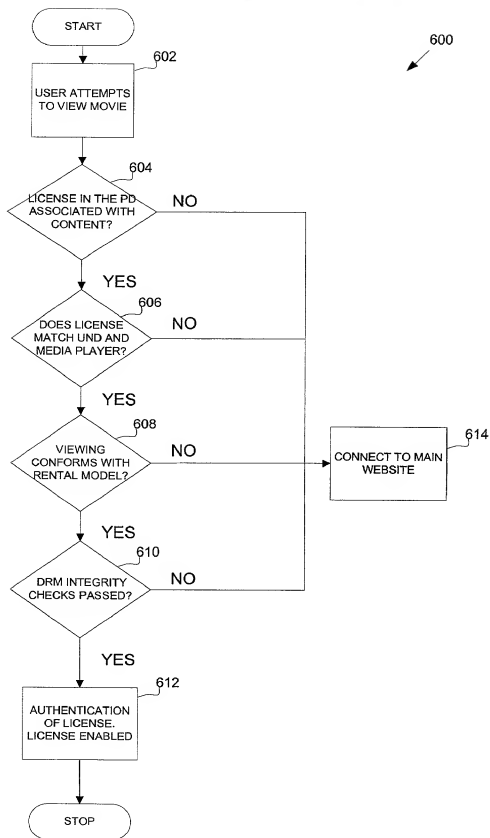 START
600
602
USER ATTEMPTS
TO VIEW MOVIE
604
LICENSE IN THE PD
ASSOCIATED WITH
CONTENT?
NO
YES
606
DOES LICENSE
MATCH UND AND
MEDIA PLAYER?
NO
YES
608
VIEWING
CONFORMS WITH
RENTAL MODEL?
NO
614
CONNECT TO MAIN
WEBSITE
YES
610
DRM INTEGRITY
CHECKS PASSED?
NO
YES
612
AUTHENTICATION
OF LICENSE.
LICENSE ENABLED
STOP